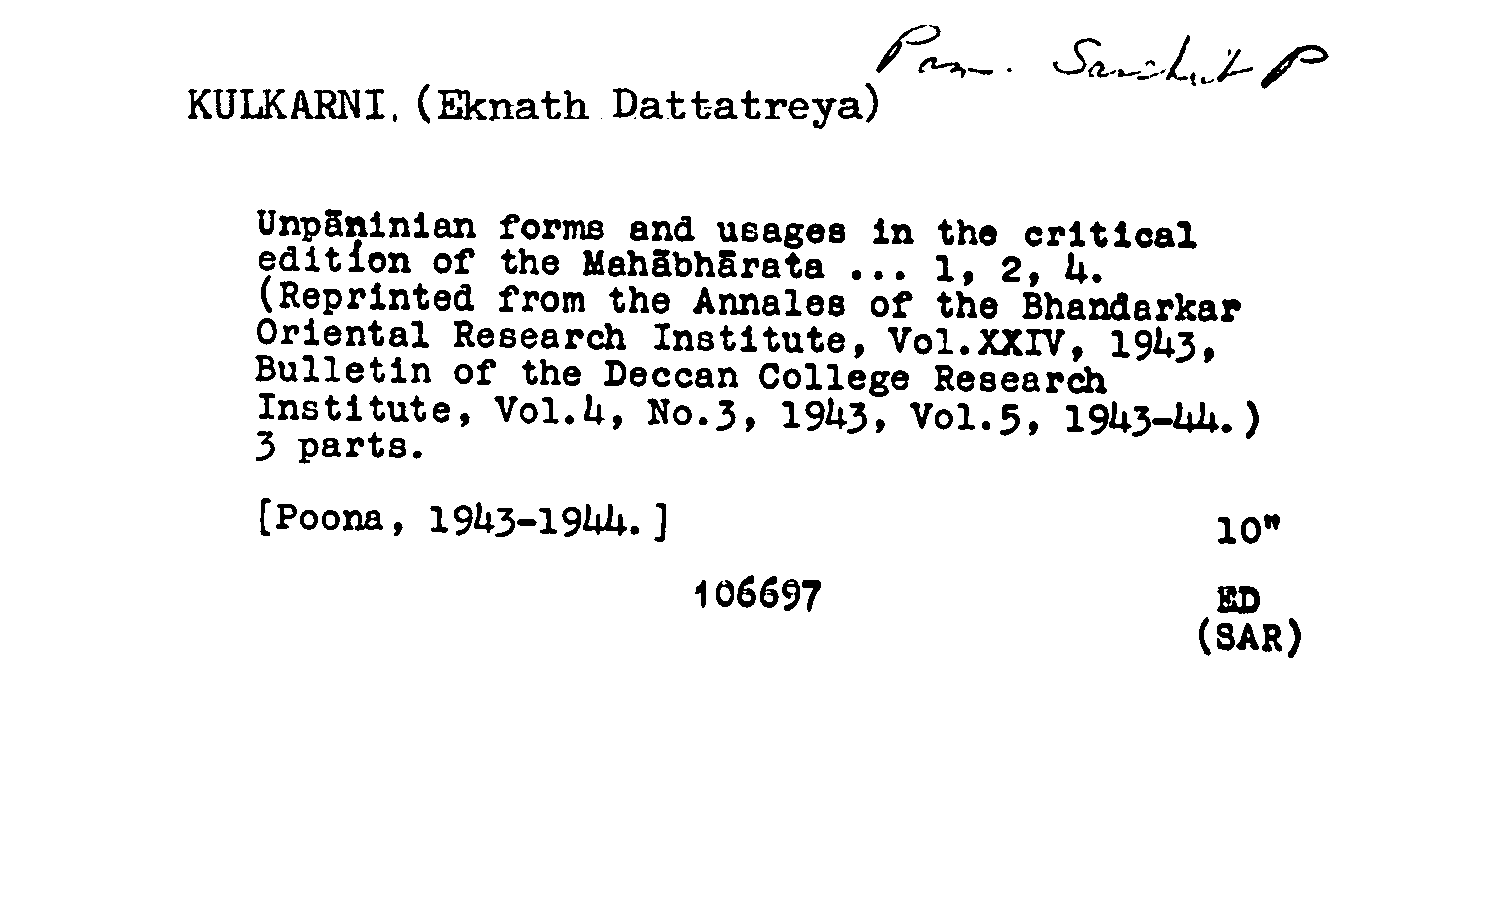 Pam. Sanskrit P
KULKARNI, (Eknath Dattatreya)
Unpāṇinian forms and usages in the critical
edition of the Mahābhārata ... 1, 2, 4.
(Reprinted from the Annales of the Bhandarkar
Oriental Research Institute, Vol.XXIV, 1943,
Bulletin of the Deccan College Research
Institute, Vol.4, No.3, 1943, Vol.5, 1943-44.)
3 parts.
[Poona, 1943-1944.]
10"
106697
ED
(SAR)